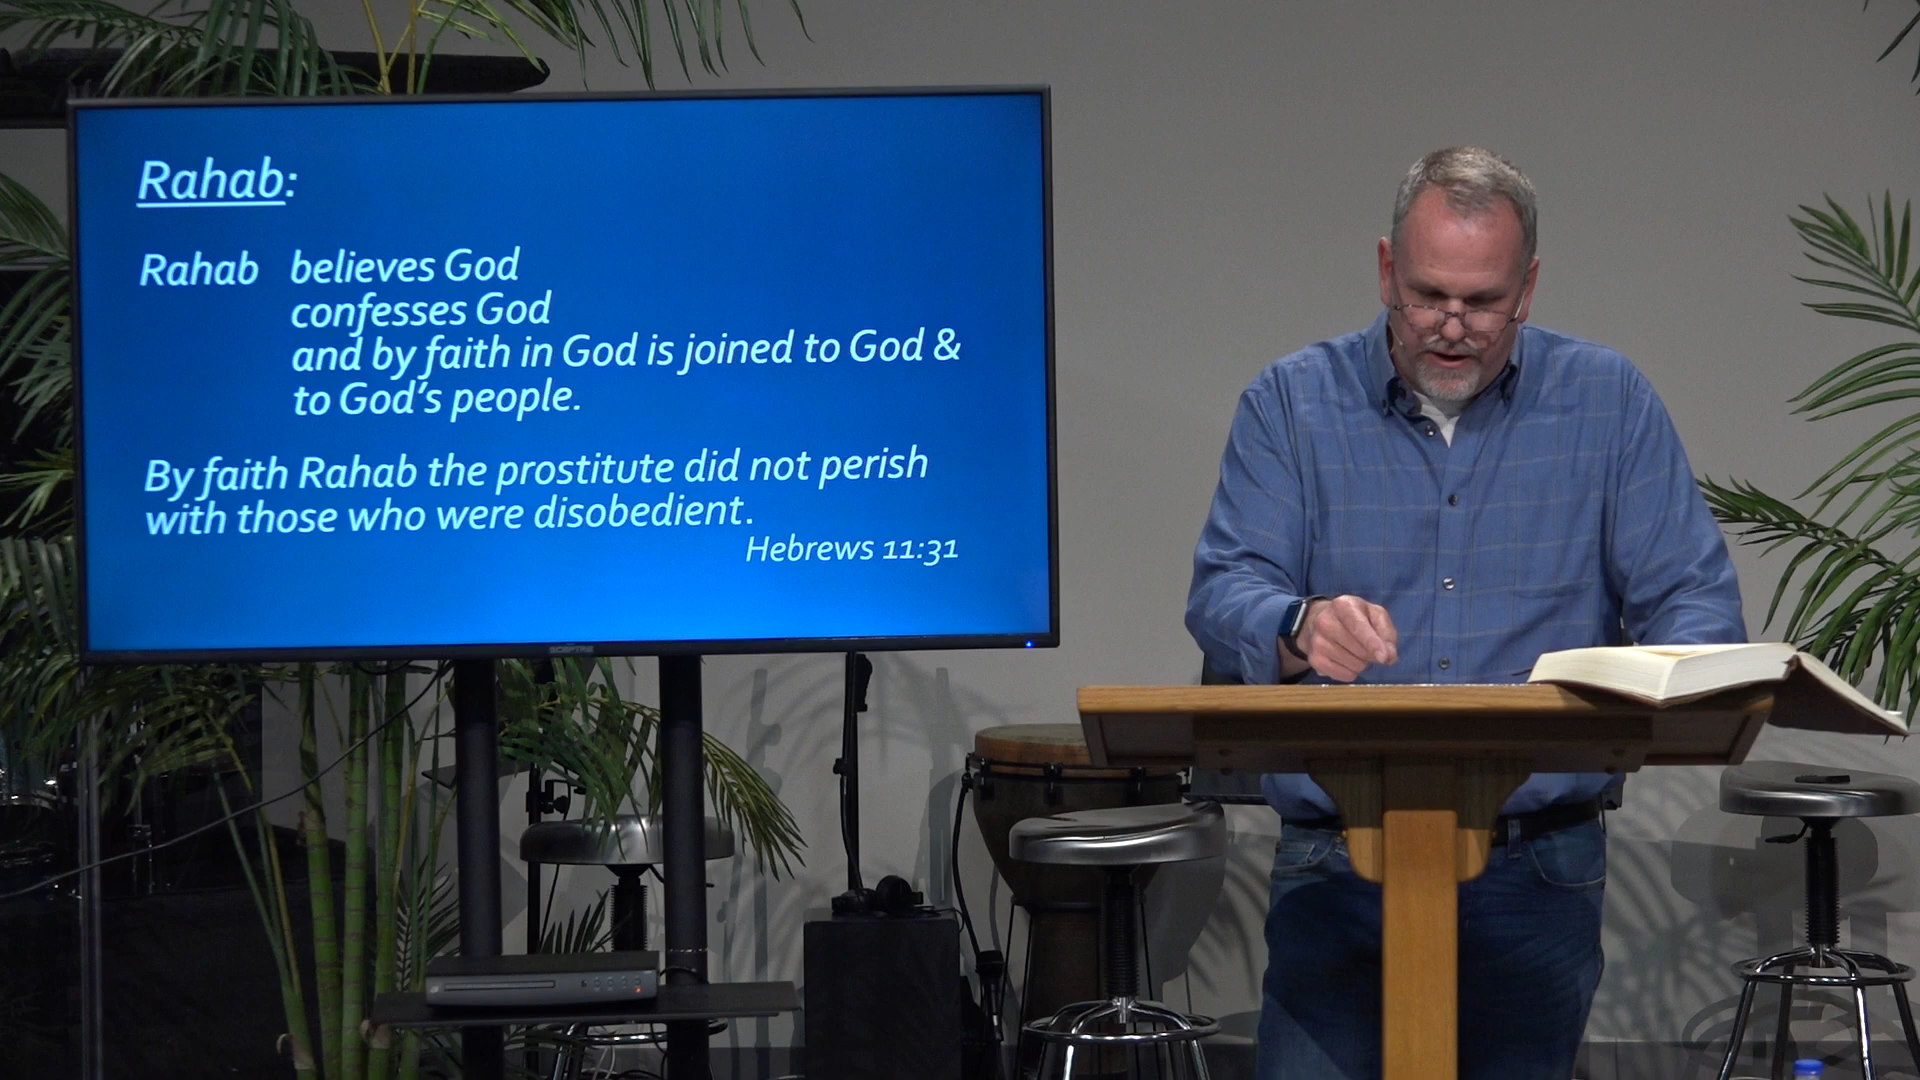 Rahab:
Rahab believes God
confesses God
and by faith in God is joined to God &
to God's people.
By faith Rahab the prostitute did not perish
with those who were disobedient.
Hebrews 11:31
SCEPTRE